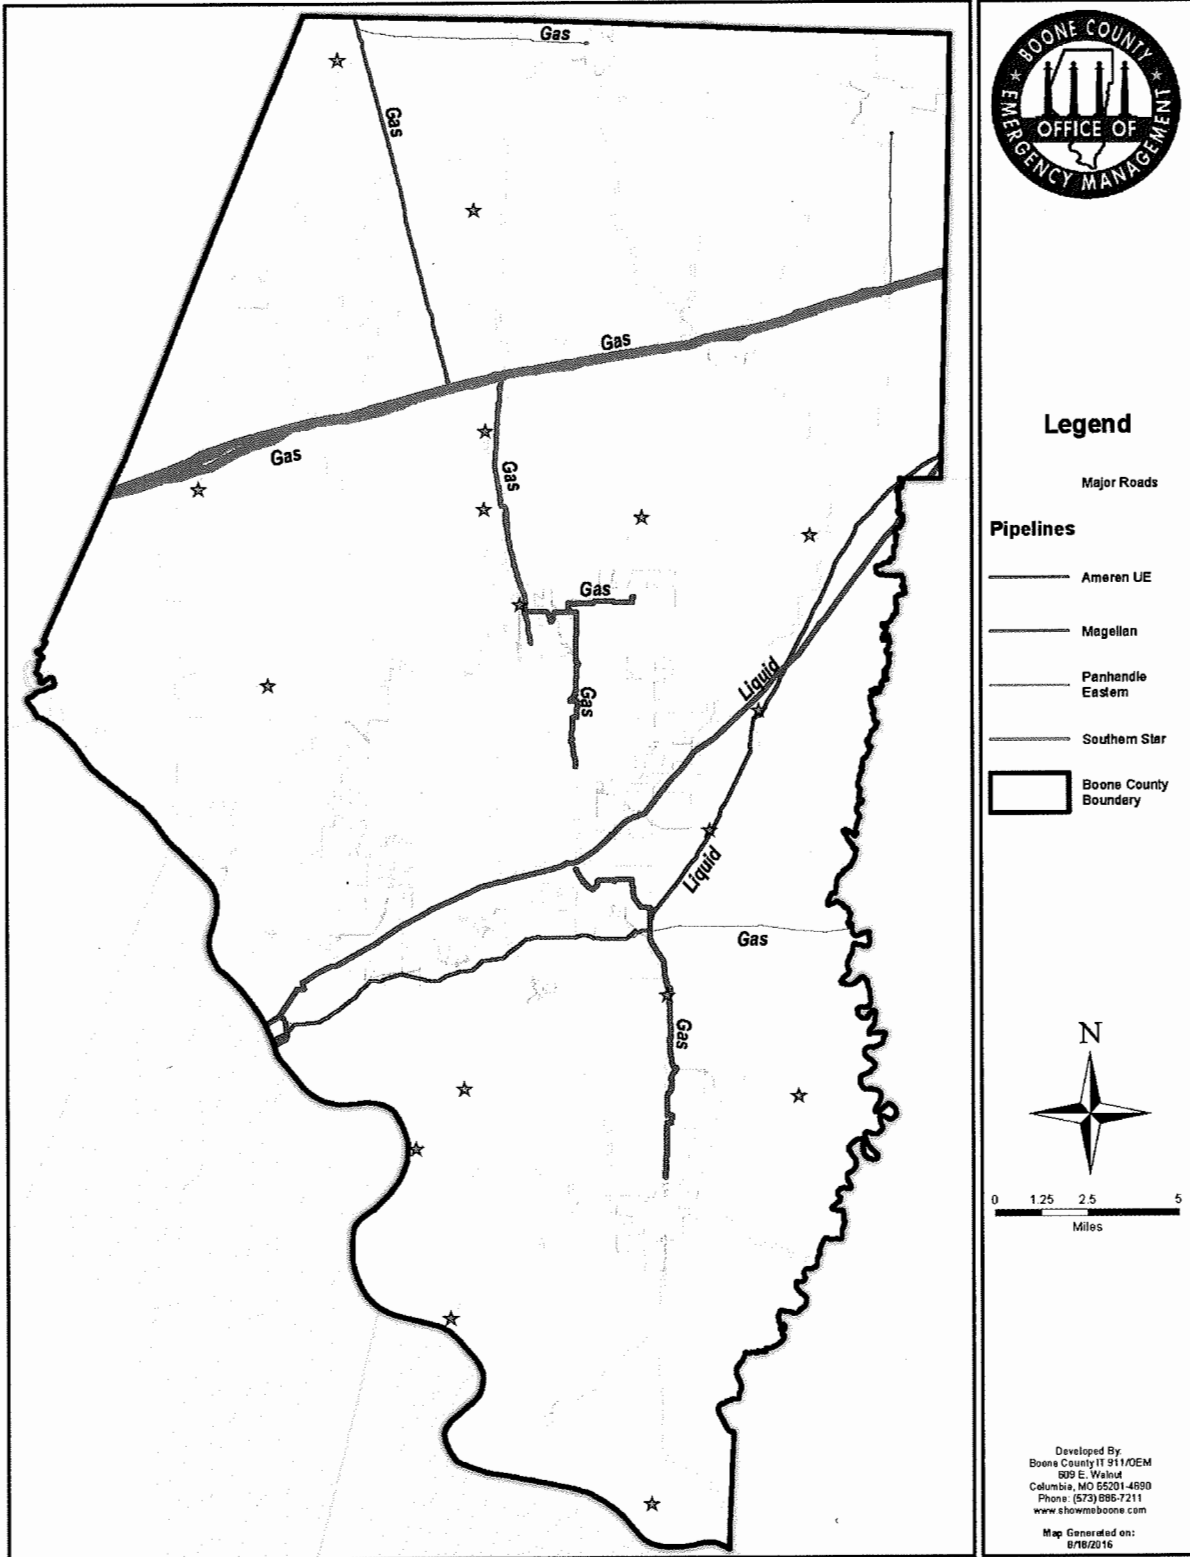 Gas
Gas
Gas
Gas
Gas
Gas
Gas
Liquid
Liquid
Gas
Gas
BOONE COUNTY
OFFICE OF
EMERGENCY MANAGEMENT
Legend
Major Roads
Pipelines
Ameren UE
Magellan
Panhandle
Eastern
Southern Star
Boone County
Boundary
N
0 1.25 2.5 5
Miles
Developed By:
Boone County IT 911/OEM
609 E. Walnut
Columbia, MO 65201-4890
Phone: (573) 886-7211
www.showmeboone.com
Map Generated on:
8/18/2016